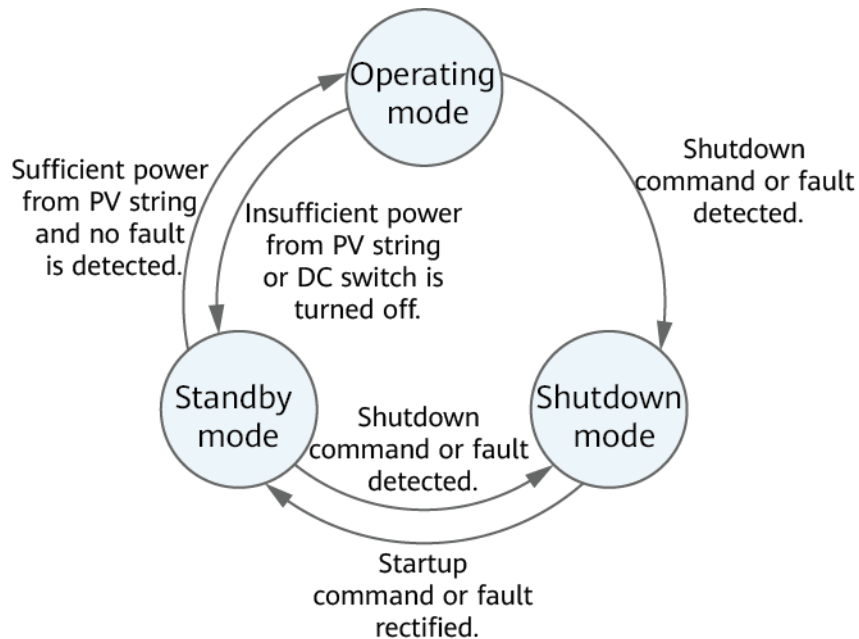 Operating
mode
Sufficient power
from PV string
and no fault
is detected.
Insufficient power
from PV string
or DC switch is
turned off.
Shutdown
command or fault
detected.
Standby
mode
Shutdown
command or fault
detected.
Shutdown
mode
Startup
command or fault
rectified.